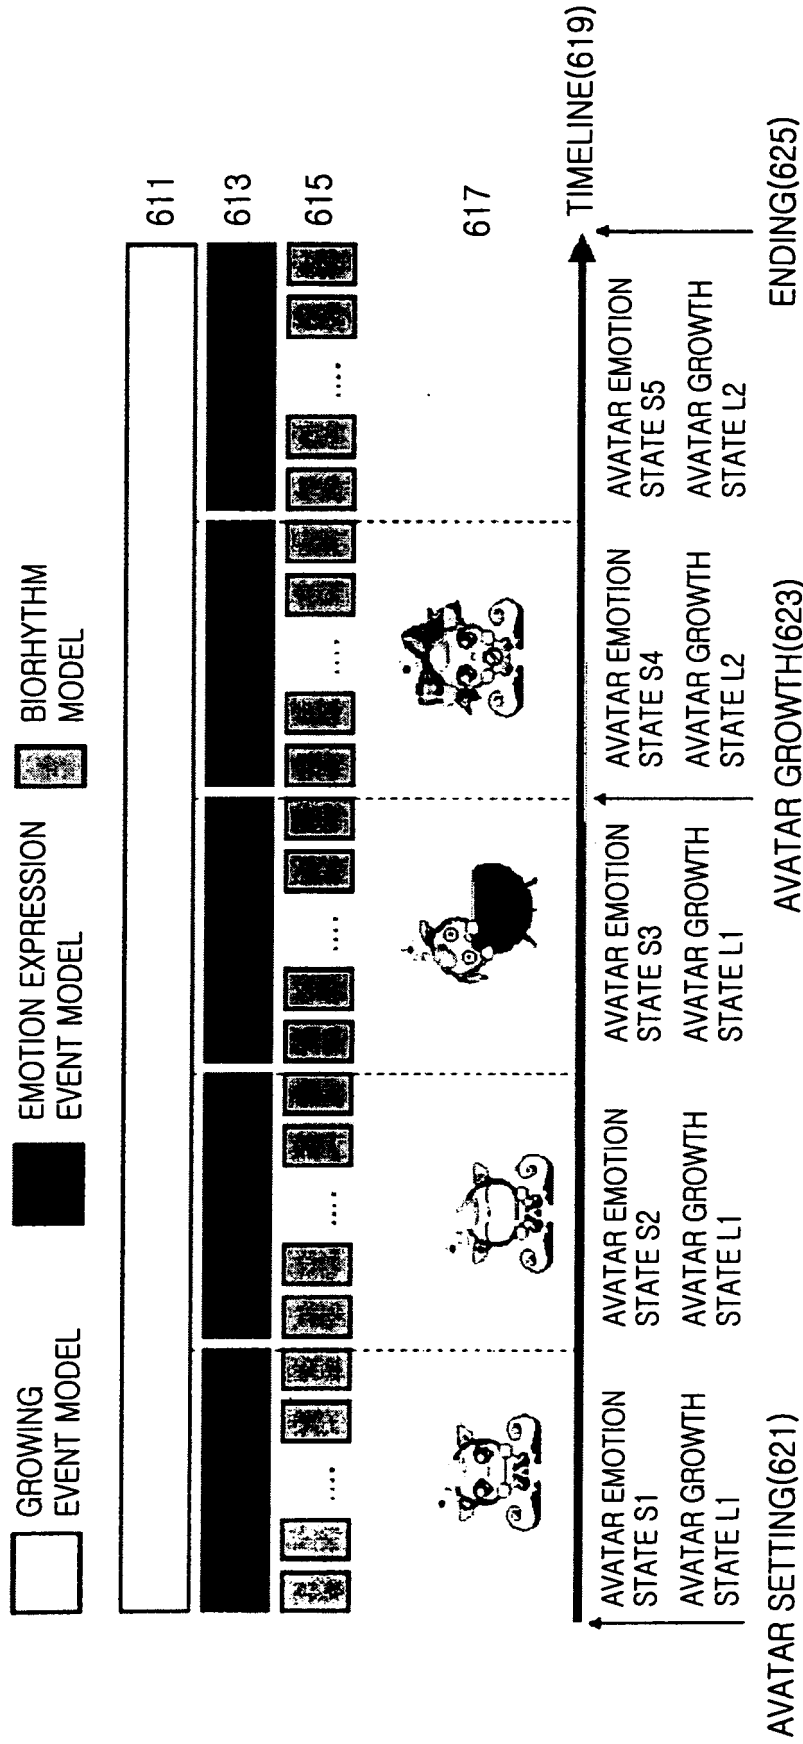 GROWING
EVENT MODEL
EMOTION EXPRESSION
EVENT MODEL
BIORHYTHM
MODEL
611
613
....
....
....
....
....
615
617
TIMELINE(619)
AVATAR EMOTION
STATE S1
AVATAR GROWTH
STATE L1
AVATAR EMOTION
STATE S2
AVATAR GROWTH
STATE L1
AVATAR EMOTION
STATE S3
AVATAR GROWTH
STATE L1
AVATAR EMOTION
STATE S4
AVATAR GROWTH
STATE L2
AVATAR EMOTION
STATE S5
AVATAR GROWTH
STATE L2
AVATAR SETTING(621)
AVATAR GROWTH(623)
ENDING(625)